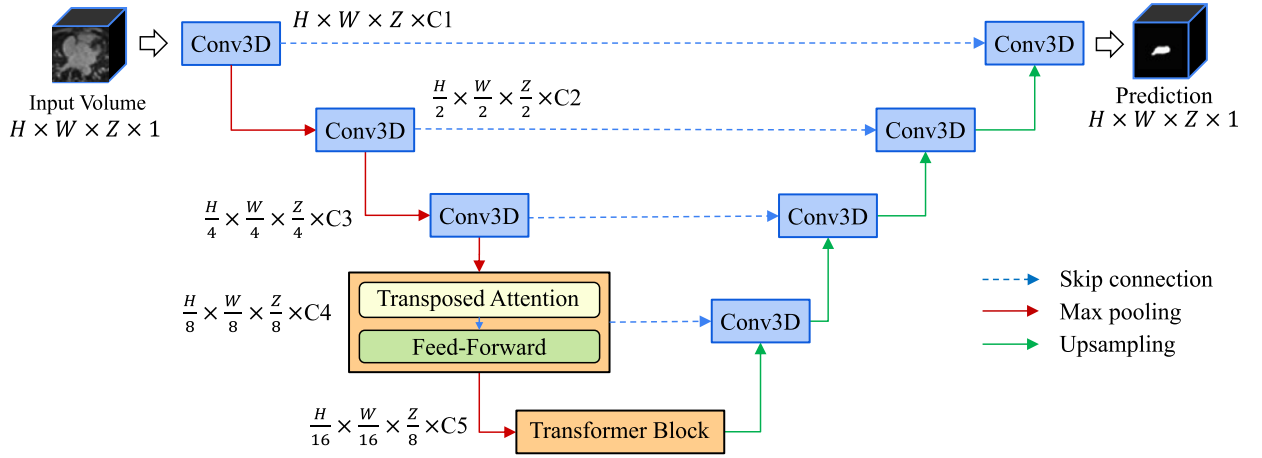 H × W × Z × C1
Conv3D
Conv3D
Input Volume
H × W × Z × 1
Prediction
H × W × Z × 1
H/2 × W/2 × Z/2 × C2
Conv3D
Conv3D
H/4 × W/4 × Z/4 × C3
Conv3D
Conv3D
H/8 × W/8 × Z/8 × C4
Transposed Attention
Feed-Forward
Conv3D
H/16 × W/16 × Z/8 × C5
Transformer Block
Skip connection
Max pooling
Upsampling